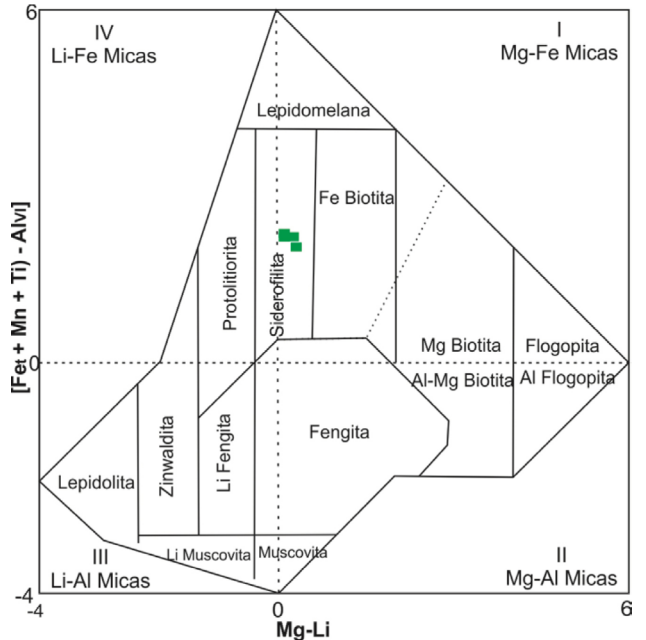 6
IV
Li-Fe Micas
I
Mg-Fe Micas
Lepidomelana
Fe Biotita
Protolitiorita
Siderofilita
[Fet + Mn + Ti) - Alvi]
0
Mg Biotita
Flogopita
Al-Mg Biotita
Al Flogopita
Zinwaldita
Li Fengita
Fengita
Lepidolita
Li Muscovita
Muscovita
III
Li-Al Micas
II
Mg-Al Micas
-4
-4
0
6
Mg-Li